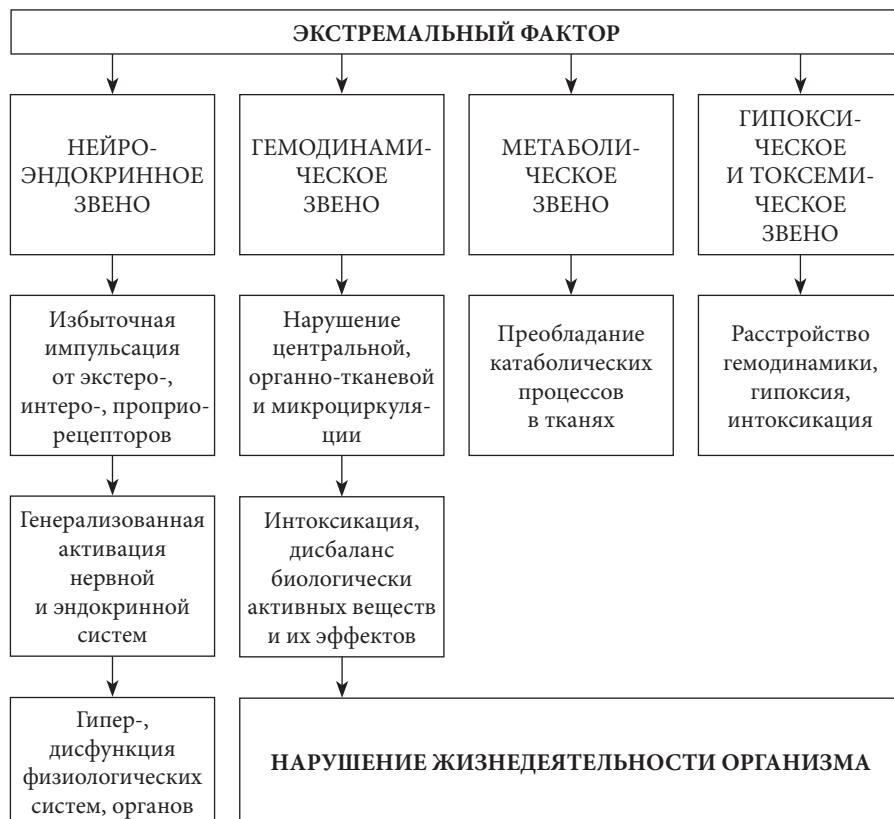 ЭКСТРЕМАЛЬНЫЙ ФАКТОР
НЕЙРО-
ЭНДОКРИННОЕ
ЗВЕНО
ГЕМОДИНАМИ-
ЧЕСКОЕ
ЗВЕНО
МЕТАБОЛИ-
ЧЕСКОЕ
ЗВЕНО
ГИПОКСИ-
ЧЕСКОЕ
И ТОКСЕМИ-
ЧЕСКОЕ
ЗВЕНО
Избыточная
импульсация
от экстеро-,
интеро-, проприо-
рецепторов
Нарушение
центральной,
органно-тканевой
и микроциркуля-
ции
Преобладание
катаболических
процессов
в тканях
Расстройство
гемодинамики,
гипоксия,
интоксикация
Генерализованная
активация
нервной
и эндокринной
систем
Интоксикация,
дисбаланс
биологически
активных веществ
и их эффектов
Гипер-,
дисфункция
физиологических
систем, органов
НАРУШЕНИЕ ЖИЗНЕДЕЯТЕЛЬНОСТИ ОРГАНИЗМА